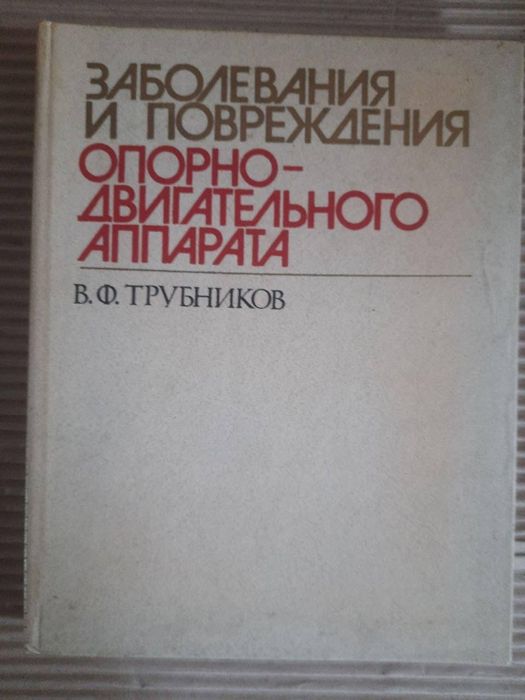 ЗАБОЛЕВАНИЯ
И ПОВРЕЖДЕНИЯ
ОПОРНО-
ДВИГАТЕЛЬНОГО
АППАРАТА
В.Ф. ТРУБНИКОВ